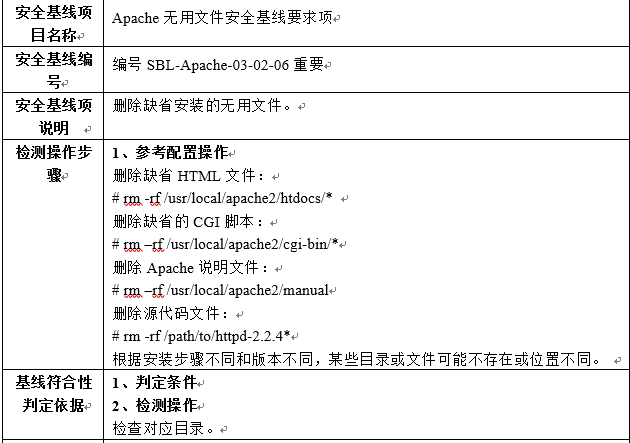 安全基线项
目名称
Apache 无用文件安全基线要求项
安全基线编
号
编号 SBL-Apache-03-02-06 重要
安全基线项
说明
删除缺省安装的无用文件。
检测操作步
骤
1、参考配置操作
删除缺省 HTML 文件：
# rm -rf /usr/local/apache2/htdocs/*
删除缺省的 CGI 脚本：
# rm –rf /usr/local/apache2/cgi-bin/*
删除 Apache 说明文件：
# rm –rf /usr/local/apache2/manual
删除源代码文件：
# rm -rf /path/to/httpd-2.2.4*
根据安装步骤不同和版本不同，某些目录或文件可能不存在或位置不同。
基线符合性
判定依据
1、判定条件
2、检测操作
检查对应目录。